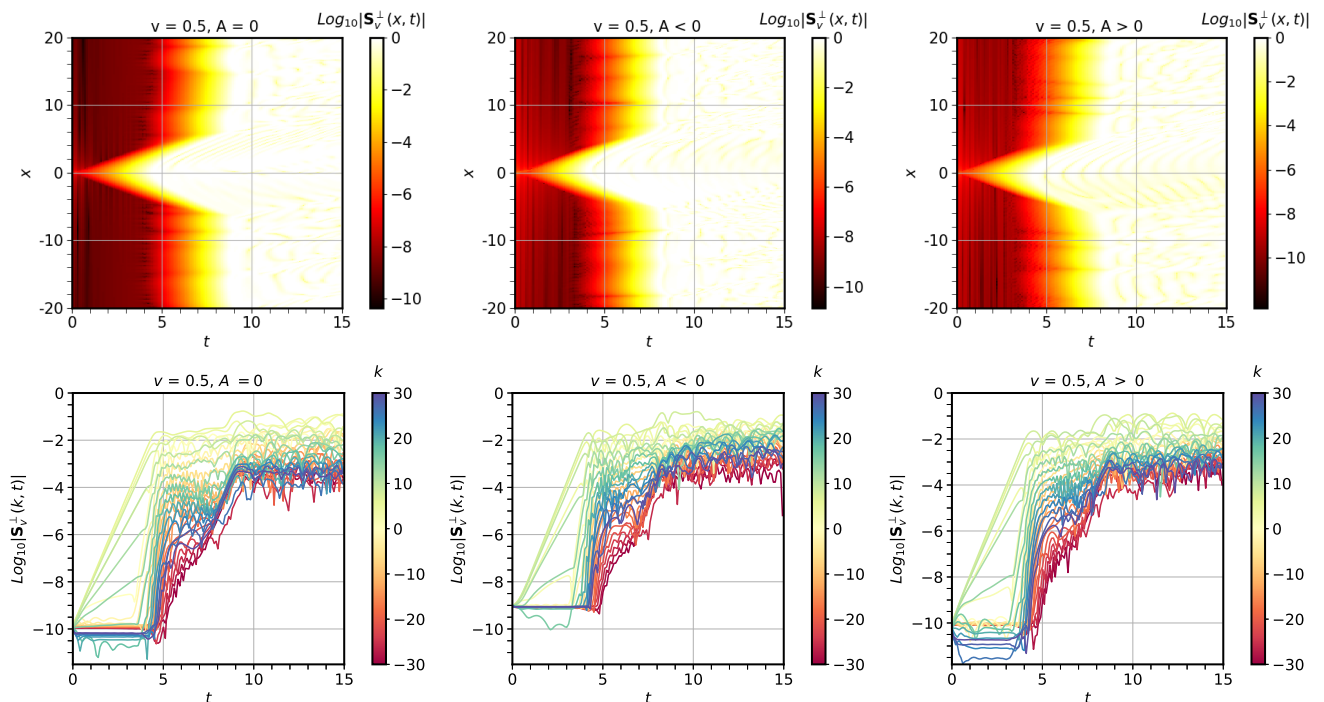 Log₁₀|S⊥ᵥ(x, t)| Log₁₀|S⊥ᵥ(x, t)| Log₁₀|S⊥ᵥ(x, t)|
v = 0.5, A = 0 v = 0.5, A < 0 v = 0.5, A > 0
20 0 20 0 20 0
−2 −2 −2
10 10 10
−4 −4 −4
x 0 x 0 x 0
−6 −6 −6
−8 −8 −8
-10 -10 -10
−10 −10 −10
-20 -20 -20
0 5 10 15 0 5 10 15 0 5 10 15
t t t
k k k
v = 0.5, A = 0 v = 0.5, A < 0 v = 0.5, A > 0
0 30 0 30 0 30
−2 20 −2 20 −2 20
−4 10 −4 10 −4 10
Log₁₀|S⊥ᵥ(k, t)| Log₁₀|S⊥ᵥ(k, t)| Log₁₀|S⊥ᵥ(k, t)|
−6 0 −6 0 −6 0
−8 −10 −8 −10 −8 −10
−10 −20 −10 −20 −10 −20
−30 −30 −30
0 5 10 15 0 5 10 15 0 5 10 15
t t t